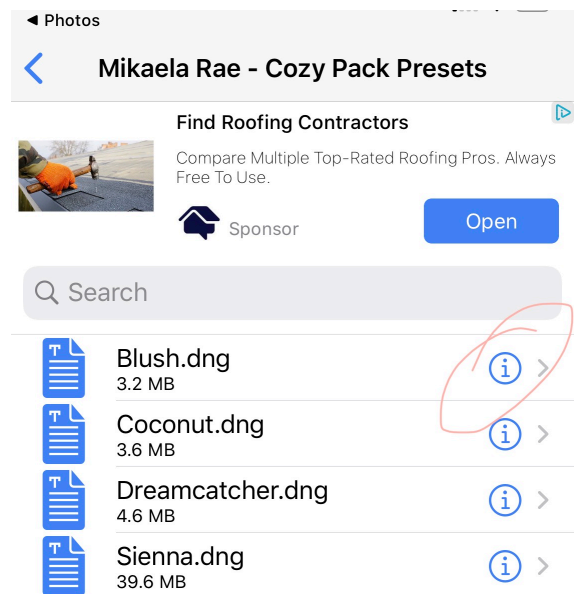 ◀ Photos
Mikaela Rae - Cozy Pack Presets
Find Roofing Contractors
Compare Multiple Top-Rated Roofing Pros. Always
Free To Use.
Sponsor
Open
Search
Blush.dng
3.2 MB
Coconut.dng
3.6 MB
Dreamcatcher.dng
4.6 MB
Sienna.dng
39.6 MB